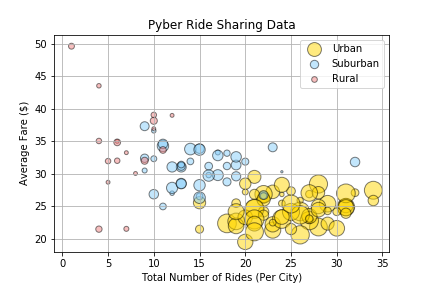 Pyber Ride Sharing Data
Urban
Suburban
Rural
Average Fare ($)
50
45
40
35
30
25
20
0 5 10 15 20 25 30 35
Total Number of Rides (Per City)